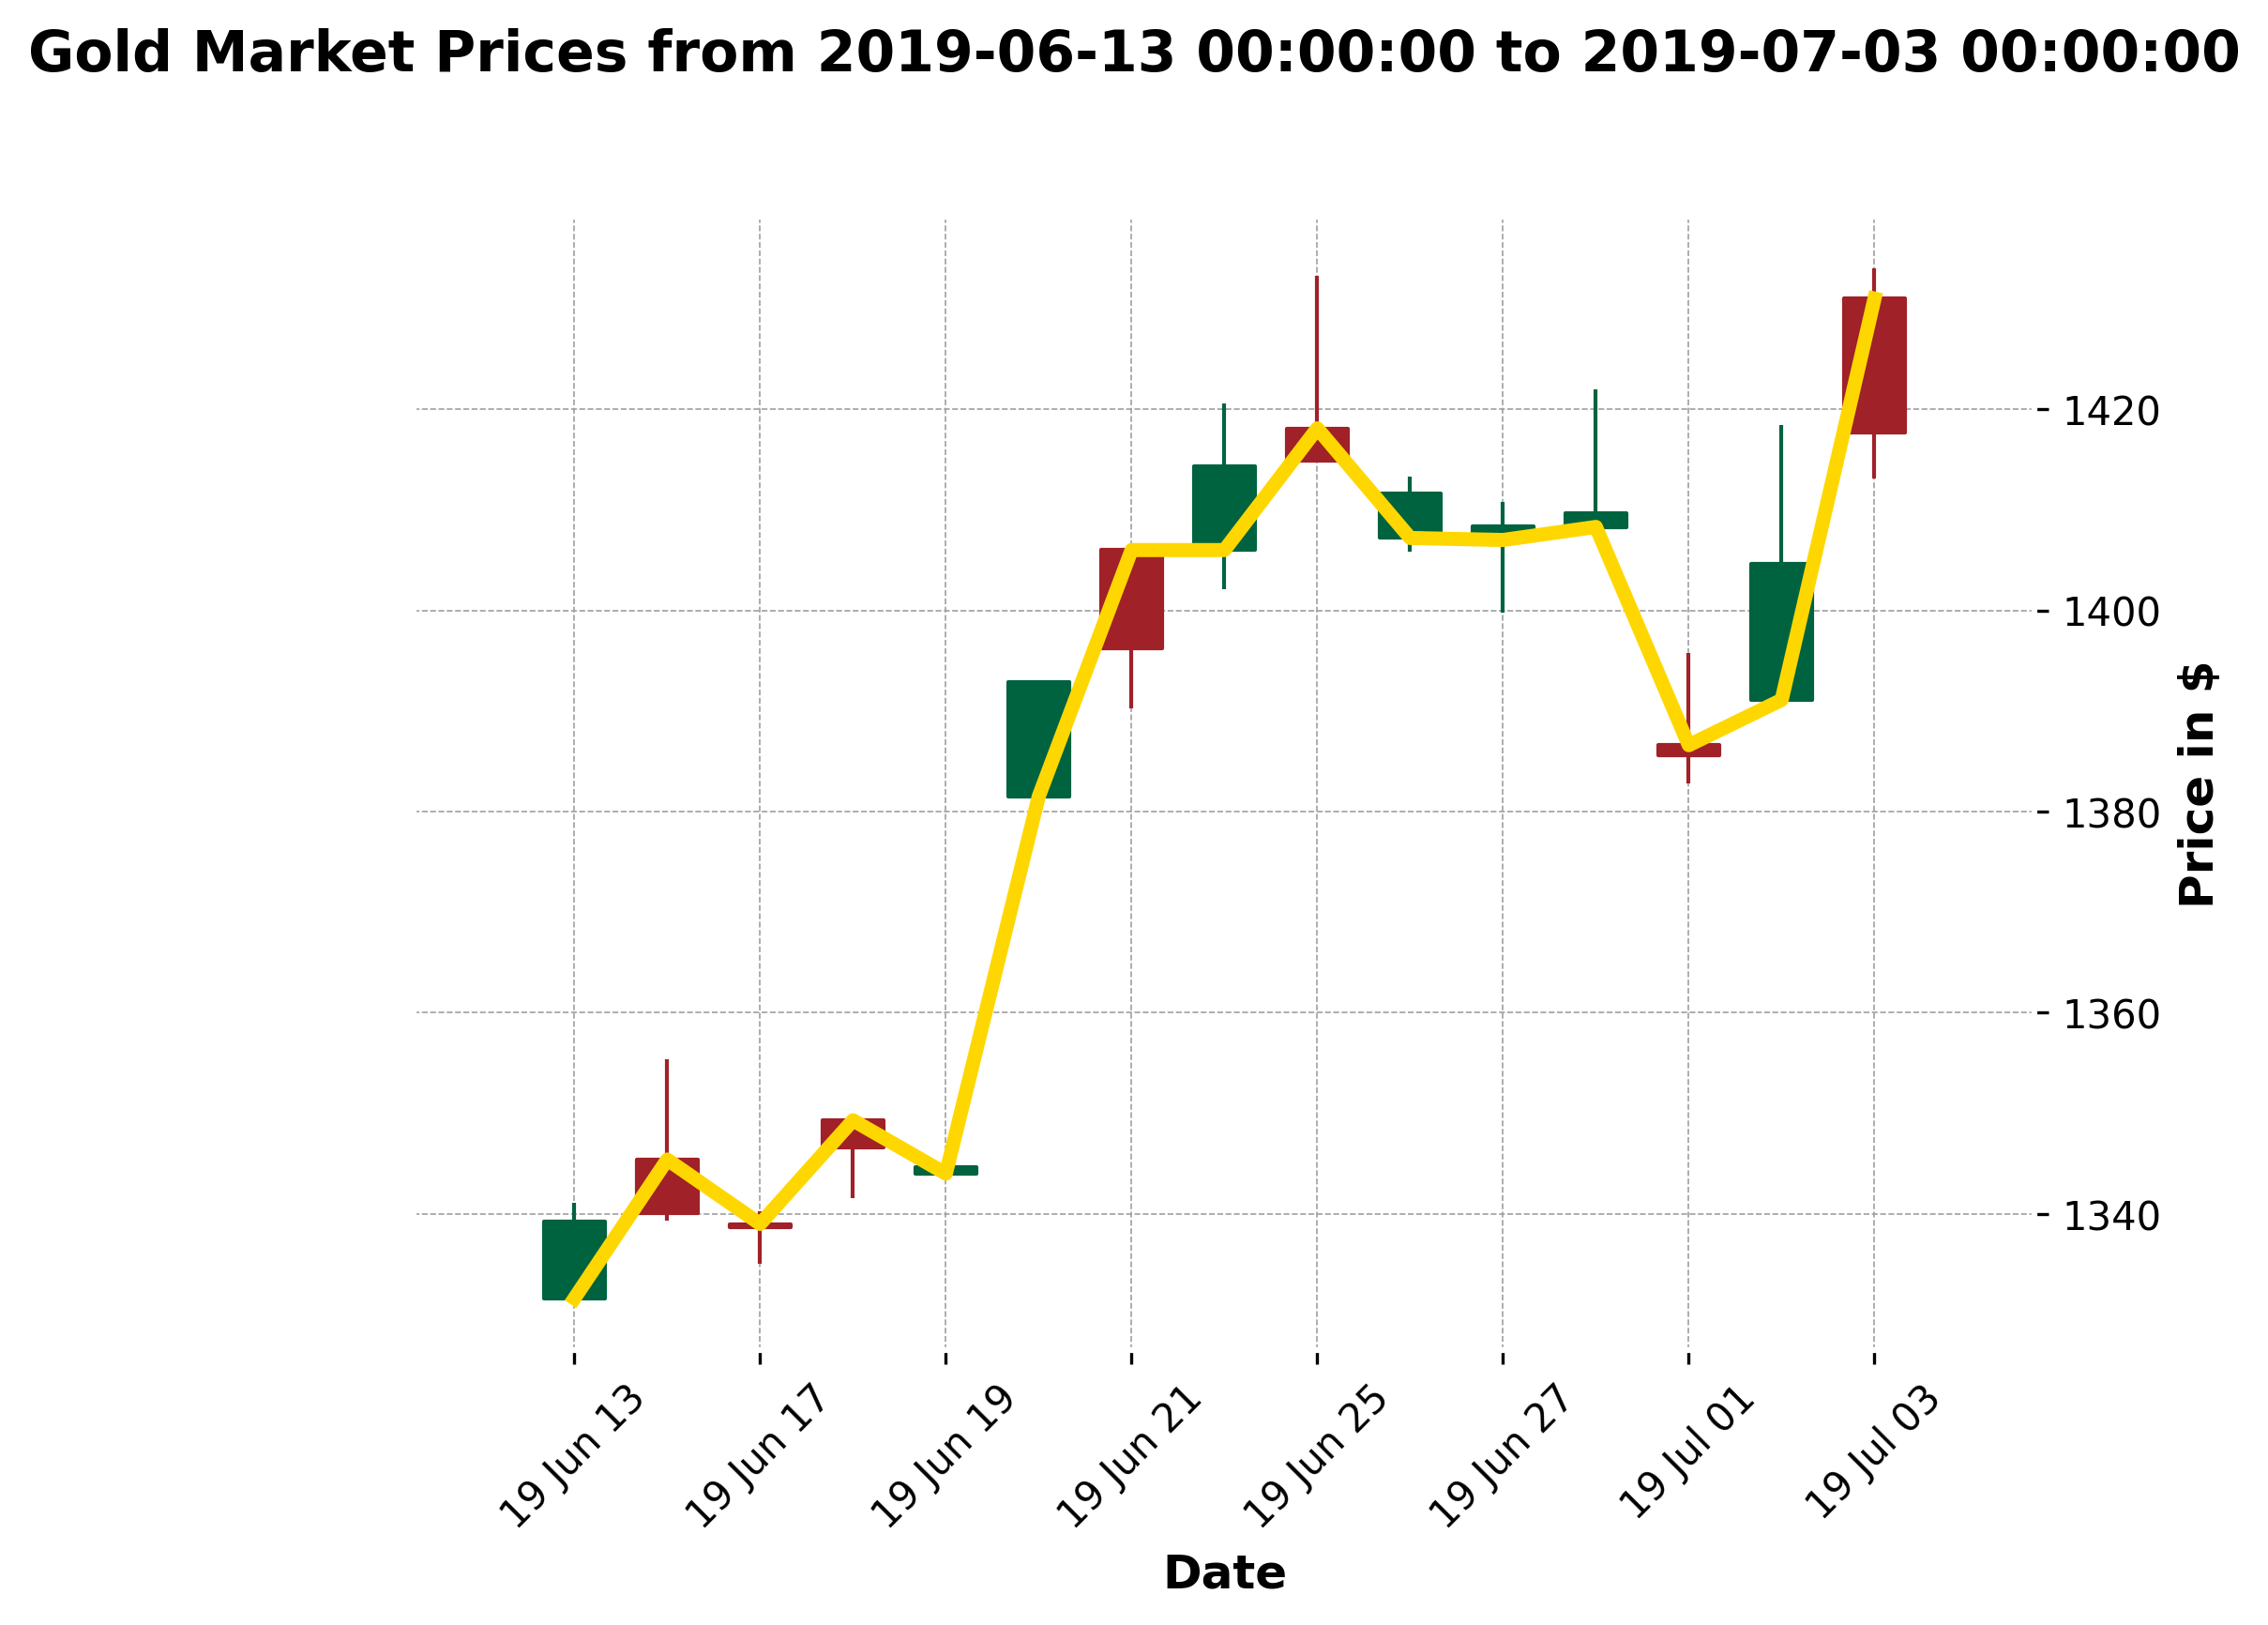 Gold Market Prices from 2019-06-13 00:00:00 to 2019-07-03 00:00:00
1420
1400
1380
1360
1340
Price in $
19 Jun 13
19 Jun 17
19 Jun 19
19 Jun 21
19 Jun 25
19 Jun 27
19 Jul 01
19 Jul 03
Date